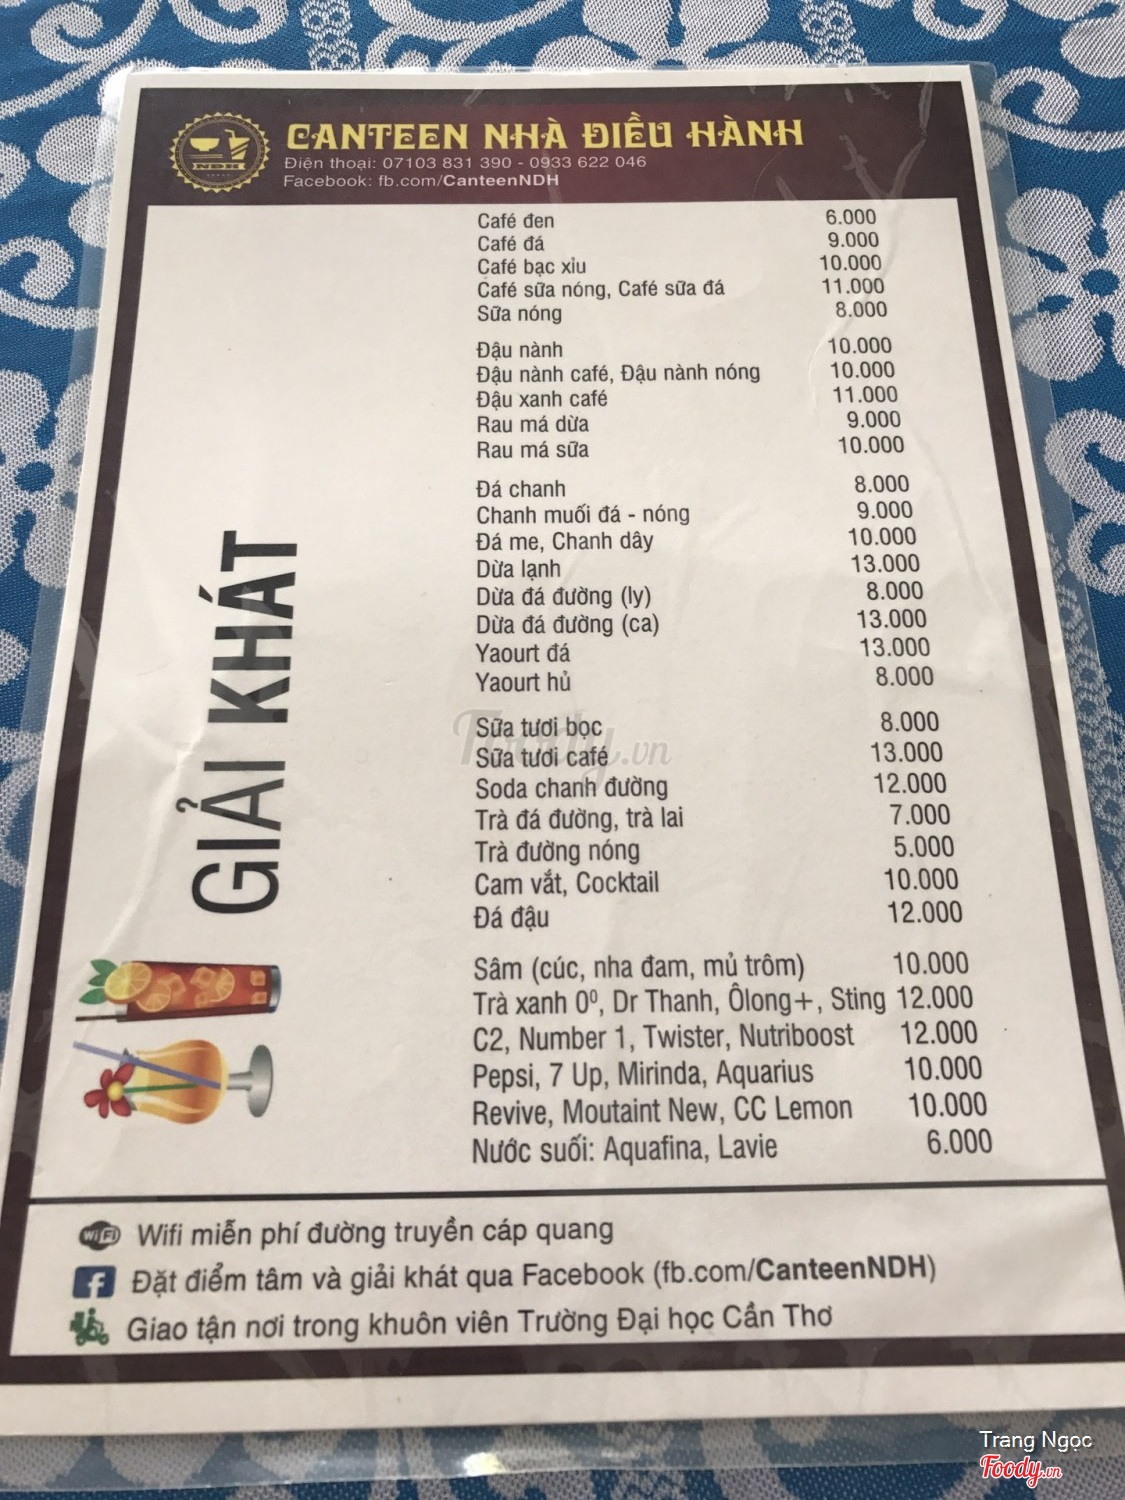 CANTEEN NHÀ ĐIỀU HÀNH
Điện thoại: 07103 831 390 - 0933 622 046
Facebook: fb.com/CanteenNDH
NDH
GIẢI KHÁT
Café đen 6.000
Café đá 9.000
Café bạc xỉu 10.000
Café sữa nóng, Café sữa đá 11.000
Sữa nóng 8.000
Đậu nành 10.000
Đậu nành café, Đậu nành nóng 10.000
Đậu xanh café 11.000
Rau má dừa 9.000
Rau má sữa 10.000
Đá chanh 8.000
Chanh muối đá - nóng 9.000
Đá me, Chanh dây 10.000
Dừa lạnh 13.000
Dừa đá đường (ly) 8.000
Dừa đá đường (ca) 13.000
Yaourt đá 13.000
Yaourt hủ 8.000
Sữa tươi bọc 8.000
Sữa tươi café 13.000
Soda chanh đường 12.000
Trà đá đường, trà lai 7.000
Trà đường nóng 5.000
Cam vắt, Cocktail 10.000
Đá đậu 12.000
Sâm (cúc, nha đam, mủ trôm) 10.000
Trà xanh 0⁰, Dr Thanh, Ôlong+, Sting 12.000
C2, Number 1, Twister, Nutriboost 12.000
Pepsi, 7 Up, Mirinda, Aquarius 10.000
Revive, Moutaint New, CC Lemon 10.000
Nước suối: Aquafina, Lavie 6.000
WiFi Wifi miễn phí đường truyền cáp quang
f Đặt điểm tâm và giải khát qua Facebook (fb.com/CanteenNDH)
Giao tận nơi trong khuôn viên Trường Đại học Cần Thơ
Foody.vn
Trang Ngọc
Foody.vn